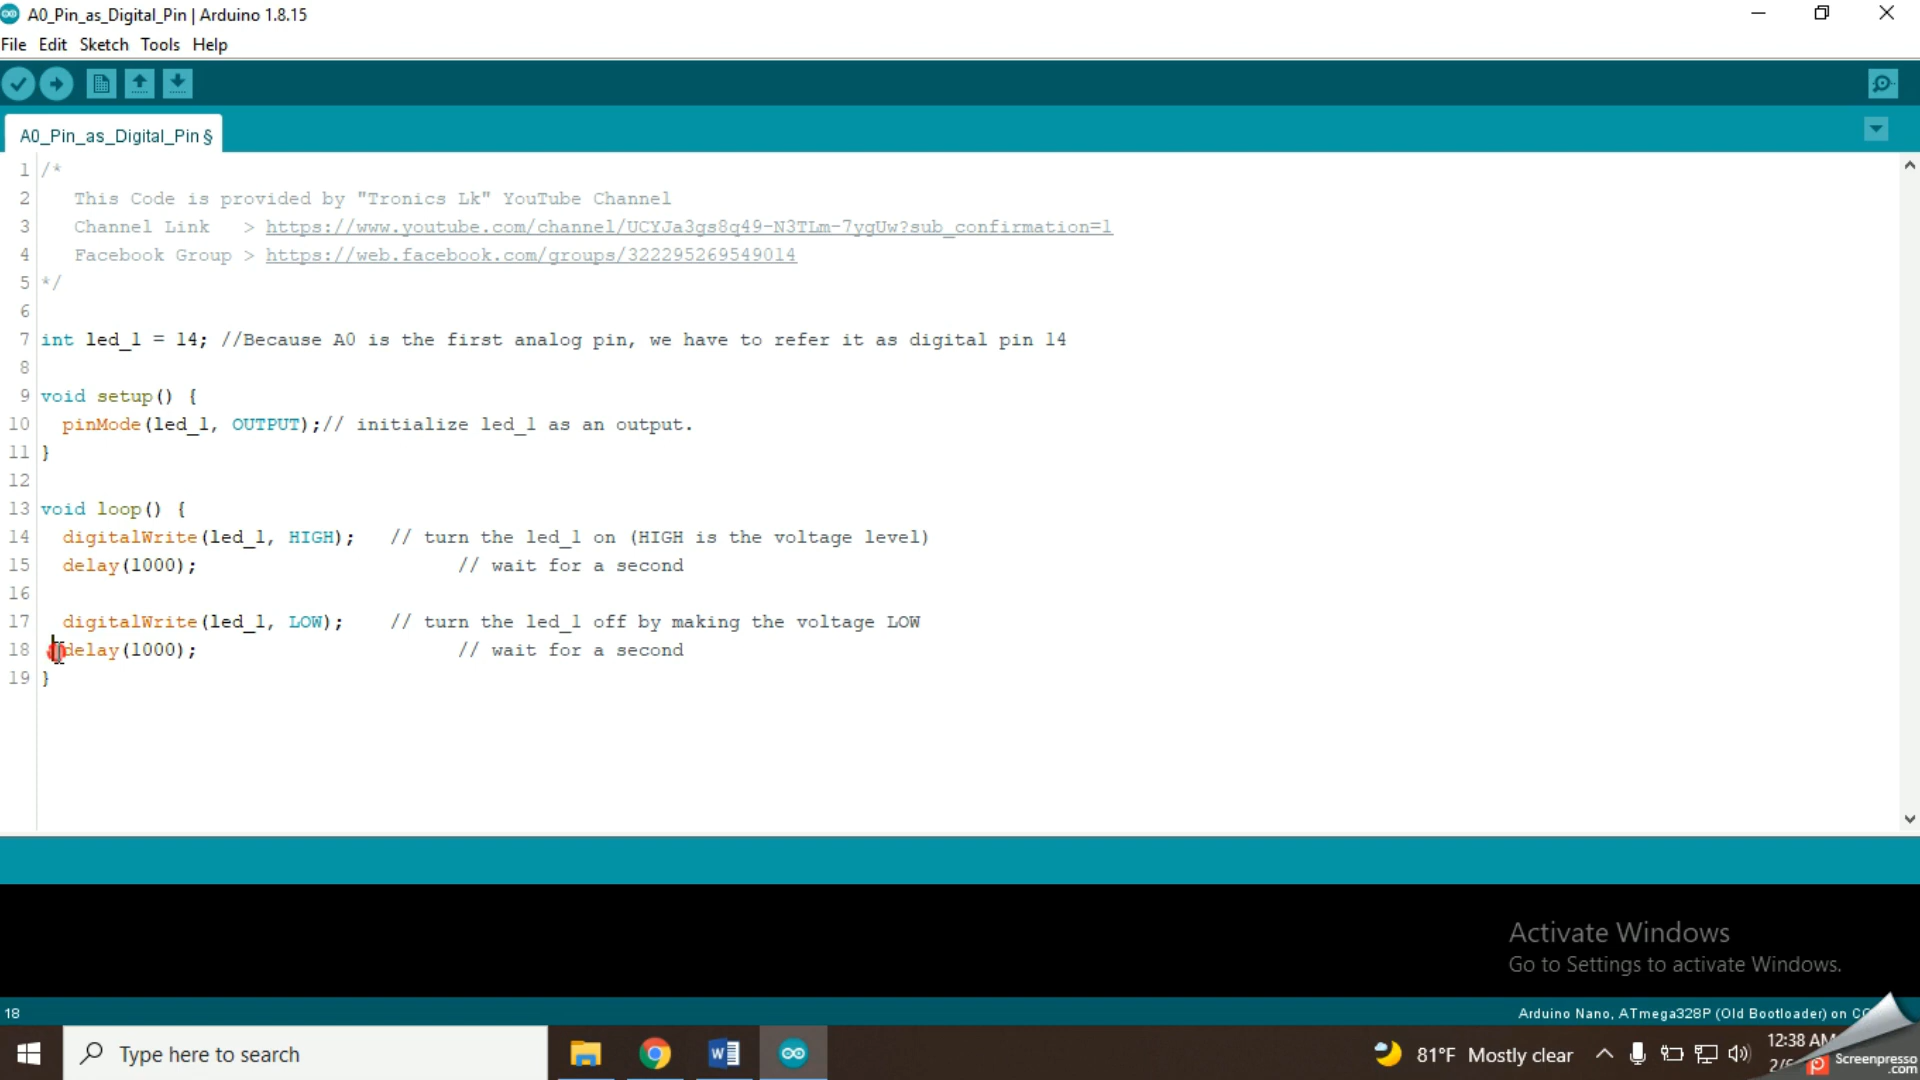 A0_Pin_as_Digital_Pin | Arduino 1.8.15
File Edit Sketch Tools Help
A0_Pin_as_Digital_Pin §
1 /*
2 This Code is provided by "Tronics Lk" YouTube Channel
3 Channel Link > https://www.youtube.com/channel/UCYJa3gs8q49-N3TLm-7ygUw?sub_confirmation=1
4 Facebook Group > https://web.facebook.com/groups/322295269549014
5 */
6
7 int led_1 = 14; //Because A0 is the first analog pin, we have to refer it as digital pin 14
8
9 void setup() {
10 pinMode(led_1, OUTPUT);// initialize led_1 as an output.
11 }
12
13 void loop() {
14 digitalWrite(led_1, HIGH); // turn the led_1 on (HIGH is the voltage level)
15 delay(1000); // wait for a second
16
17 digitalWrite(led_1, LOW); // turn the led_1 off by making the voltage LOW
18 delay(1000); // wait for a second
19 }
Activate Windows
Go to Settings to activate Windows.
18 Arduino Nano, ATmega328P (Old Bootloader) on
Type here to search
81°F Mostly clear
12:38 AM
Screenpresso
.com